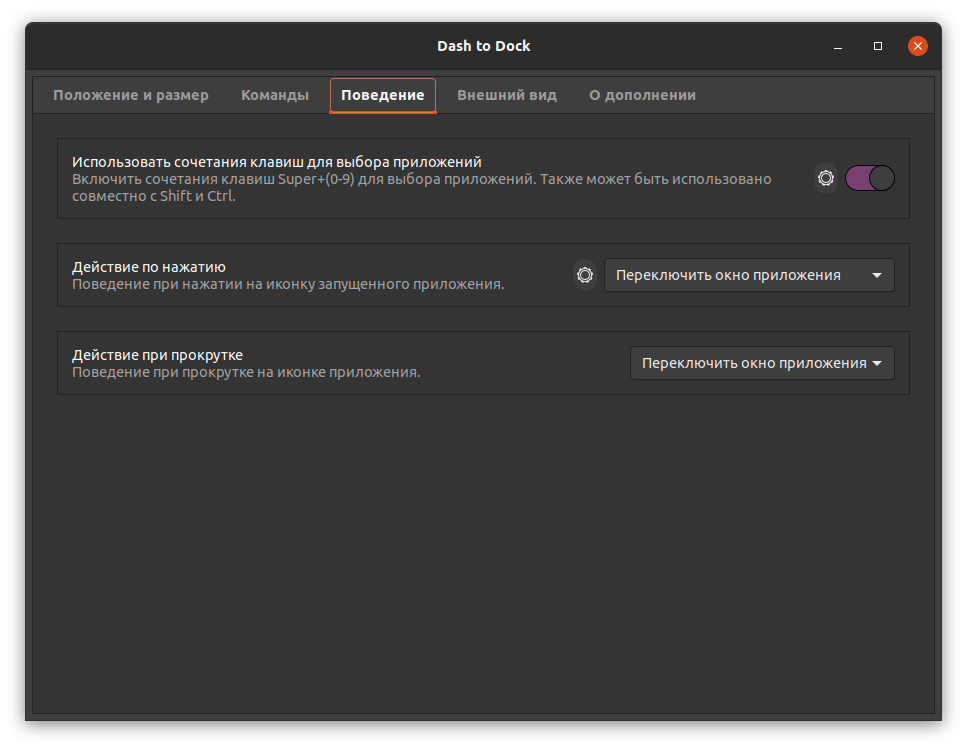 Dash to Dock
Положение и размер Команды Поведение Внешний вид О дополнении
Использовать сочетания клавиш для выбора приложений
Включить сочетания клавиш Super+(0-9) для выбора приложений. Также может быть использовано
совместно с Shift и Ctrl.
Действие по нажатию
Поведение при нажатии на иконку запущенного приложения.
Переключить окно приложения
Действие при прокрутке
Поведение при прокрутке на иконке приложения.
Переключить окно приложения